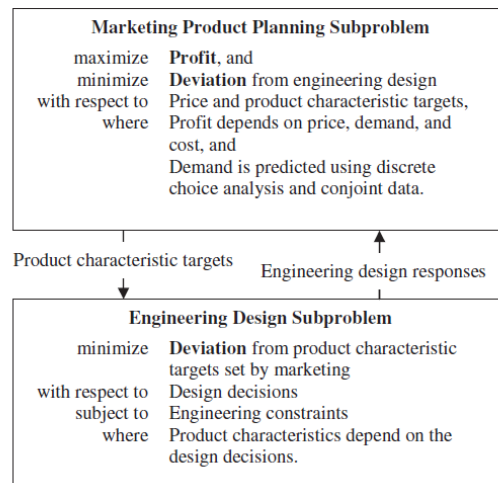 Marketing Product Planning Subproblem
maximize Profit, and
minimize Deviation from engineering design
with respect to Price and product characteristic targets,
where Profit depends on price, demand, and
cost, and
Demand is predicted using discrete
choice analysis and conjoint data.
Product characteristic targets
Engineering design responses
Engineering Design Subproblem
minimize Deviation from product characteristic
targets set by marketing
with respect to Design decisions
subject to Engineering constraints
where Product characteristics depend on the
design decisions.